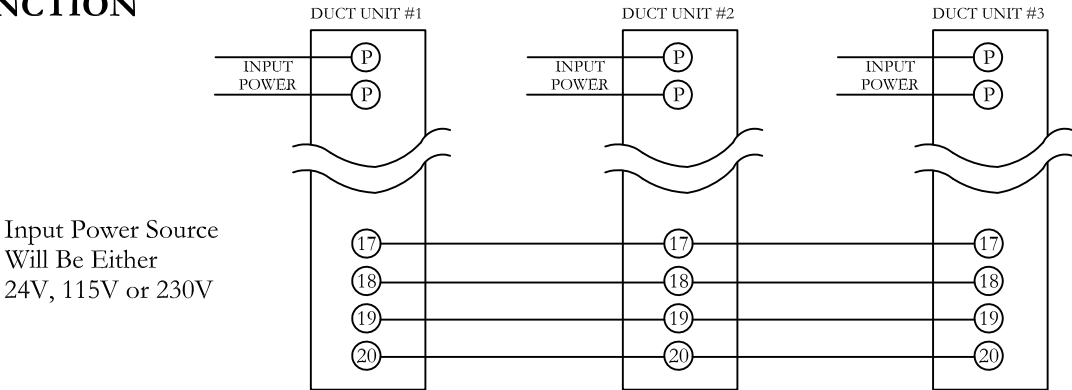 DUCT UNIT #1
DUCT UNIT #2
DUCT UNIT #3
P
P
P
INPUT
POWER
INPUT
POWER
INPUT
POWER
P
P
P
Input Power Source
Will Be Either
24V, 115V or 230V
17
17
17
18
18
18
19
19
19
20
20
20